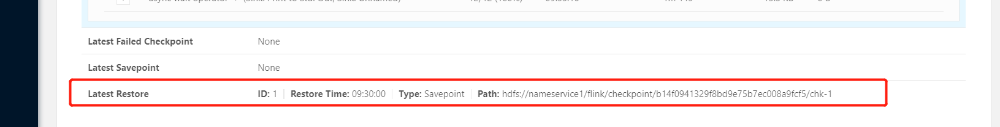 Latest Failed Checkpoint None
Latest Savepoint None
Latest Restore ID: 1 Restore Time: 09:30:00 Type: Savepoint Path: hdfs://nameservice1/flink/checkpoint/b14f0941329f8bd9e75b7ec008a9fcf5/chk-1